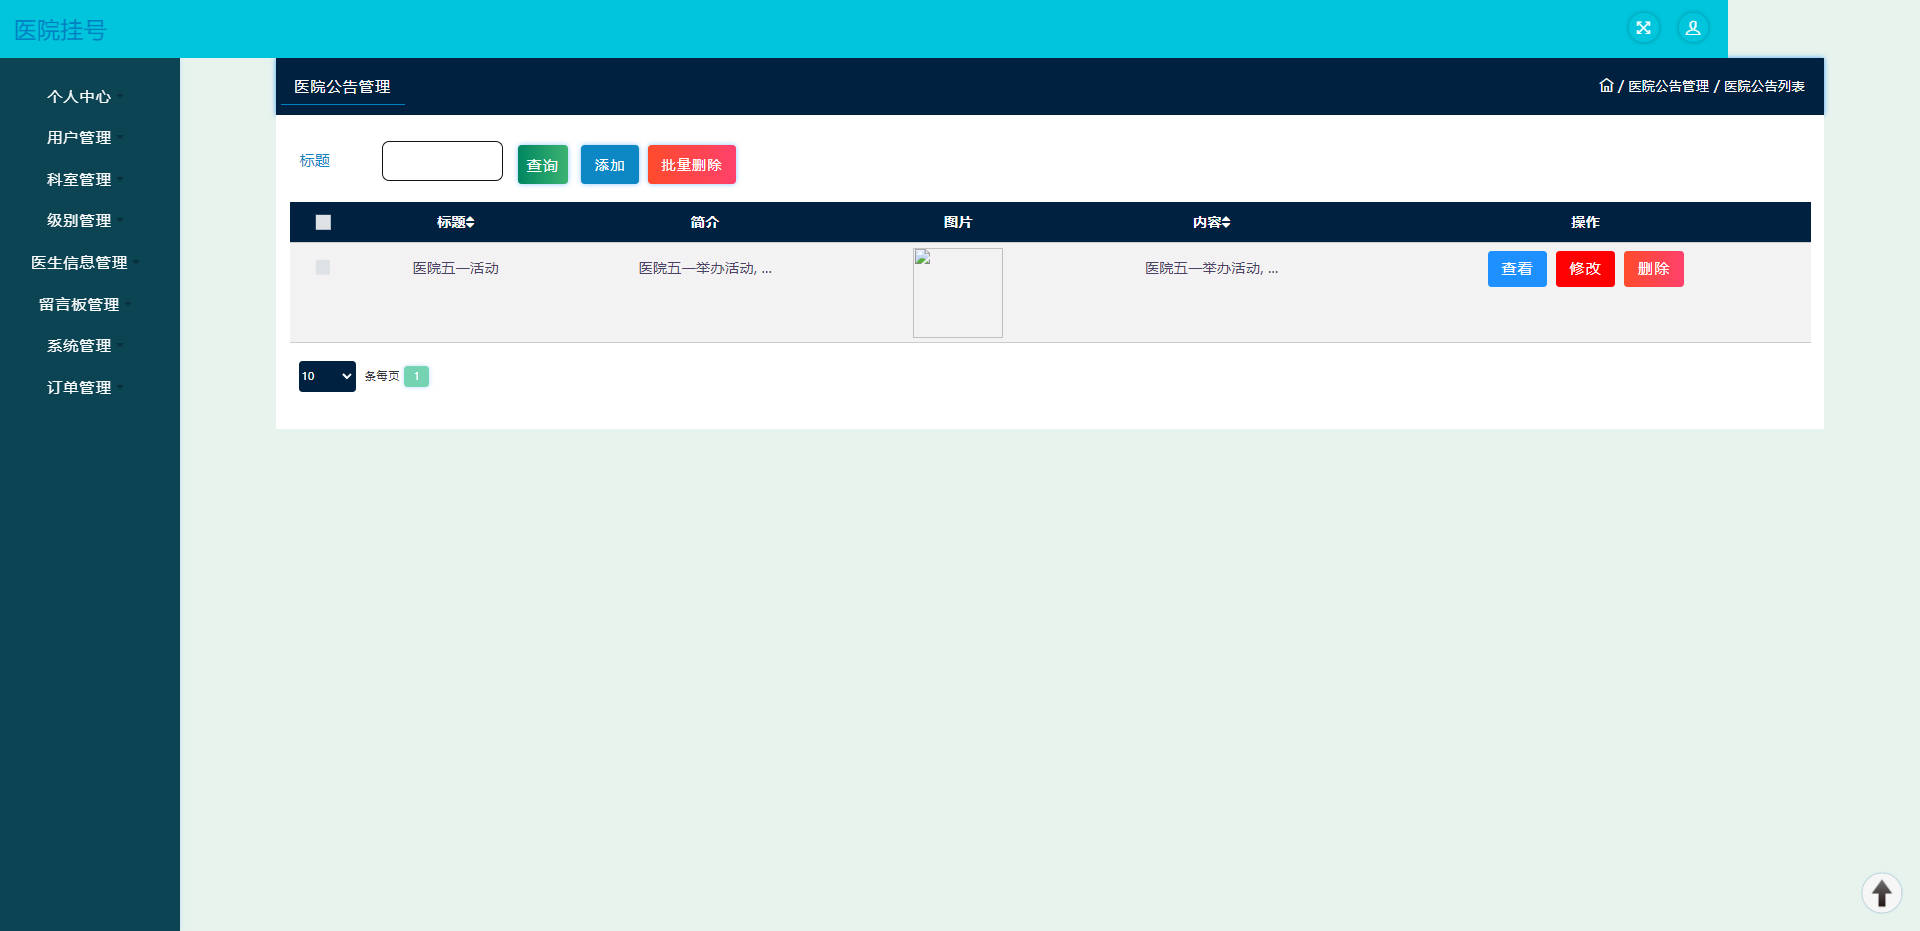 医院挂号
个人中心
用户管理
科室管理
级别管理
医生信息管理
留言板管理
系统管理
订单管理
医院公告管理
/ 医院公告管理 / 医院公告列表
标题 查询 添加 批量删除
标题 简介 图片 内容 操作
医院五一活动 医院五一举办活动, ... 医院五一举办活动, ... 查看 修改 删除
10 条每页 1